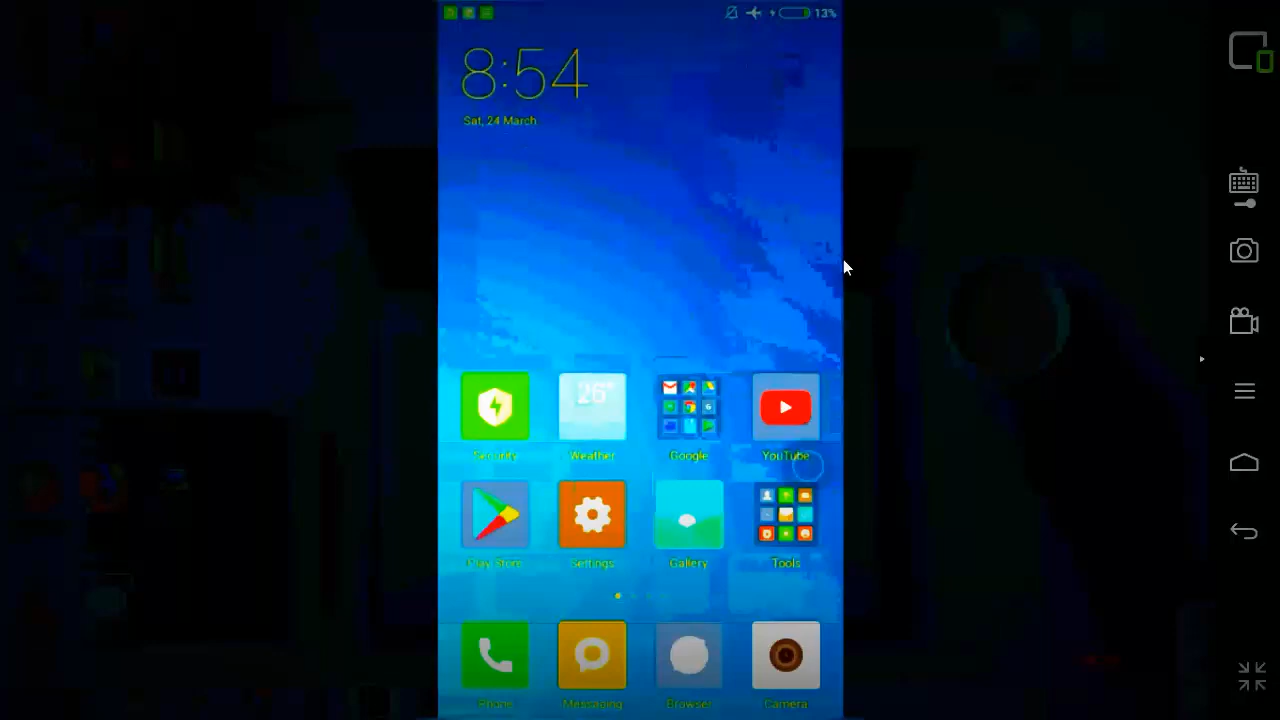 13%
8:54
Sat, 24 March
26°
Security
Weather
Google
YouTube
Play Store
Settings
Gallery
Tools
Phone
Messaging
Browser
Camera